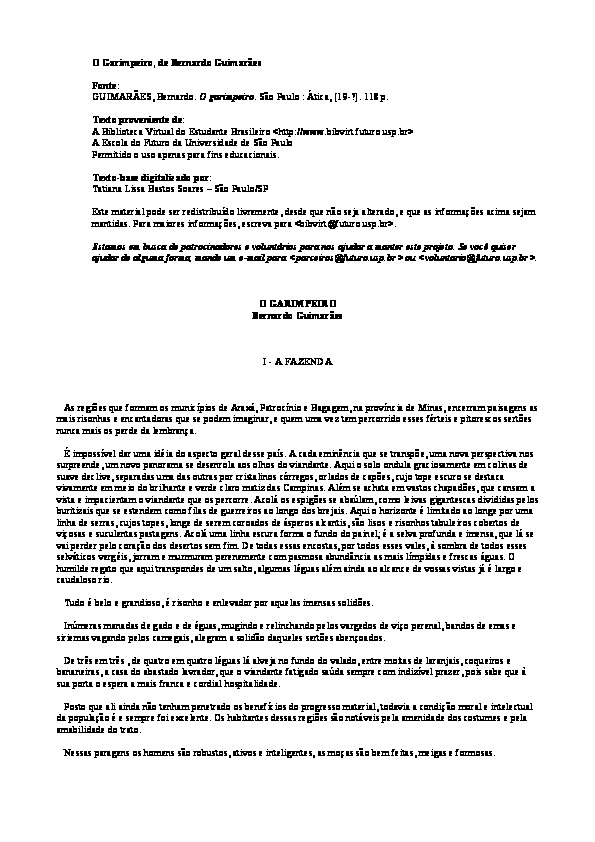 O Garimpeiro, de Bernardo Guimarães
Fonte:
GUIMARÃES, Bernardo. O garimpeiro. São Paulo : Ática, [19-?]. 118 p.
Texto proveniente de:
A Biblioteca Virtual do Estudante Brasileiro <http://www.bibvirt.futuro.usp.br>
A Escola do Futuro da Universidade de São Paulo
Permitido o uso apenas para fins educacionais.
Texto-base digitalizado por:
Tatiana Lissa Bastos Soares – São Paulo/SP
Este material pode ser redistribuído livremente, desde que não seja alterado, e que as informações acima sejam
mantidas. Para maiores informações, escreva para <bibvirt@futuro.usp.br>.
Estamos em busca de patrocinadores e voluntários para nos ajudar a manter este projeto. Se você quiser
ajudar de alguma forma, mande um e-mail para <parceiros@futuro.usp.br> ou <voluntario@futuro.usp.br>.
O GARIMPEIRO
Bernardo Guimarães
I - A FAZENDA
As regiões que formam os municípios de Araxá, Patrocínio e Bagagem, na província de Minas, encerram paisagens as
mais risonhas e encantadoras que se podem imaginar, e quem uma vez tem percorrido esses férteis e pitorescos sertões
nunca mais os perde da lembrança.
É impossível dar uma idéia do aspecto geral desse país. A cada eminência que se transpõe, uma nova perspectiva nos
surpreende, um novo panorama se desenrola aos olhos do viandante. Aqui o solo ondula graciosamente em colinas de
suave declive, separadas uma das outras por cristalinos córregos, orlados de capões, cujo tope escuro se destaca
vivamente em meio do brilhante e verde claro matiz das Campinas. Além se achata em vastos chapadões, que cansam a
vista e impacientam o viandante que os percorre. Acolá os espigões se abaúlam, como leivas gigantescas divididas pelos
buritizais que se estendem como filas de guerreiros ao longo dos brejais. Aqui o horizonte é limitado ao longe por uma
linha de serras, cujos topes, longe de serem coroados de ásperos alcantis, são lisos e risonhos tabuleiros cobertos de
viçosas e suculentas pastagens. Acolá uma linha escura forma o fundo do painel; é a selva profunda e imensa, que lá se
vai perder pelo coração dos desertos sem fim. De todas essas encostas, por todos esses vales, à sombra de todos esses
selváticos vergéis, jorram e murmuram perenemente com pasmosa abundância as mais límpidas e frescas águas. O
humilde regato que aqui transpondes de um salto, algumas léguas além ainda ao alcance de vossas vistas já é largo e
caudaloso rio.
Tudo é belo e grandioso, é risonho e enlevador por aquelas imensas solidões.
Inúmeras manadas de gado e de éguas, mugindo e relinchando pelos vargedos de viço perenal, bandos de emas e
siriemas vagando pelos carregais, alegram a solidão daqueles sertões abençoados.
De três em três , de quatro em quatro léguas lá alveja no fundo do valado, entre moitas de laranjais, coqueiros e
bananeiras, a casa do abastado lavrador, que o viandante fatigado saúda sempre com indizível prazer, pois sabe que à
sua porta o espera a mais franca e cordial hospitalidade.
Posto que ali ainda não tenham penetrado os benefícios do progresso material, todavia a condição moral e intelectual
da população é e sempre foi excelente. Os habitantes dessas regiões são notáveis pela amenidade dos costumes e pela
amabilidade do trato.
Nessas paragens os homens são robustos, ativos e inteligentes, as moças são bem feitas, meigas e formosas.